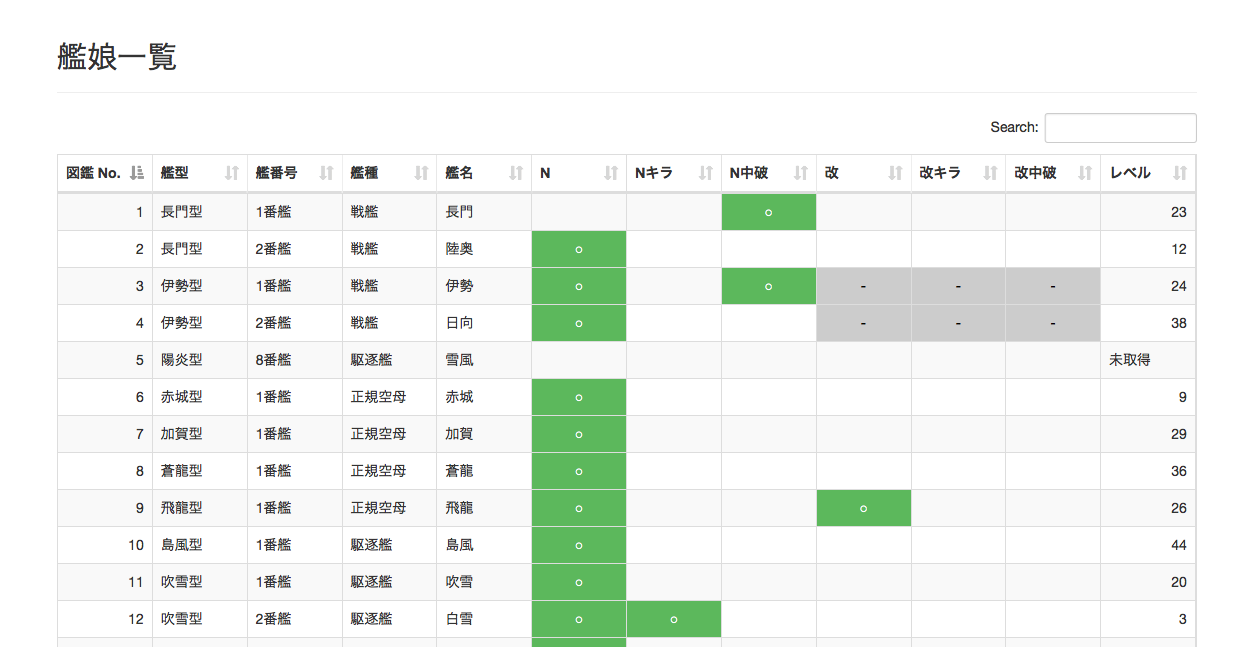 艦娘一覧
Search:
図鑑 No. 艦型 艦番号 艦種 艦名 N Nキラ N中破 改 改キラ 改中破 レベル
1 長門型 1番艦 戦艦 長門 ○ 23
2 長門型 2番艦 戦艦 陸奥 ○ 12
3 伊勢型 1番艦 戦艦 伊勢 ○ ○ - - - 24
4 伊勢型 2番艦 戦艦 日向 ○ - - - 38
5 陽炎型 8番艦 駆逐艦 雪風 未取得
6 赤城型 1番艦 正規空母 赤城 ○ 9
7 加賀型 1番艦 正規空母 加賀 ○ 29
8 蒼龍型 1番艦 正規空母 蒼龍 ○ 36
9 飛龍型 1番艦 正規空母 飛龍 ○ ○ 26
10 島風型 1番艦 駆逐艦 島風 ○ 44
11 吹雪型 1番艦 駆逐艦 吹雪 ○ 20
12 吹雪型 2番艦 駆逐艦 白雪 ○ ○ 3